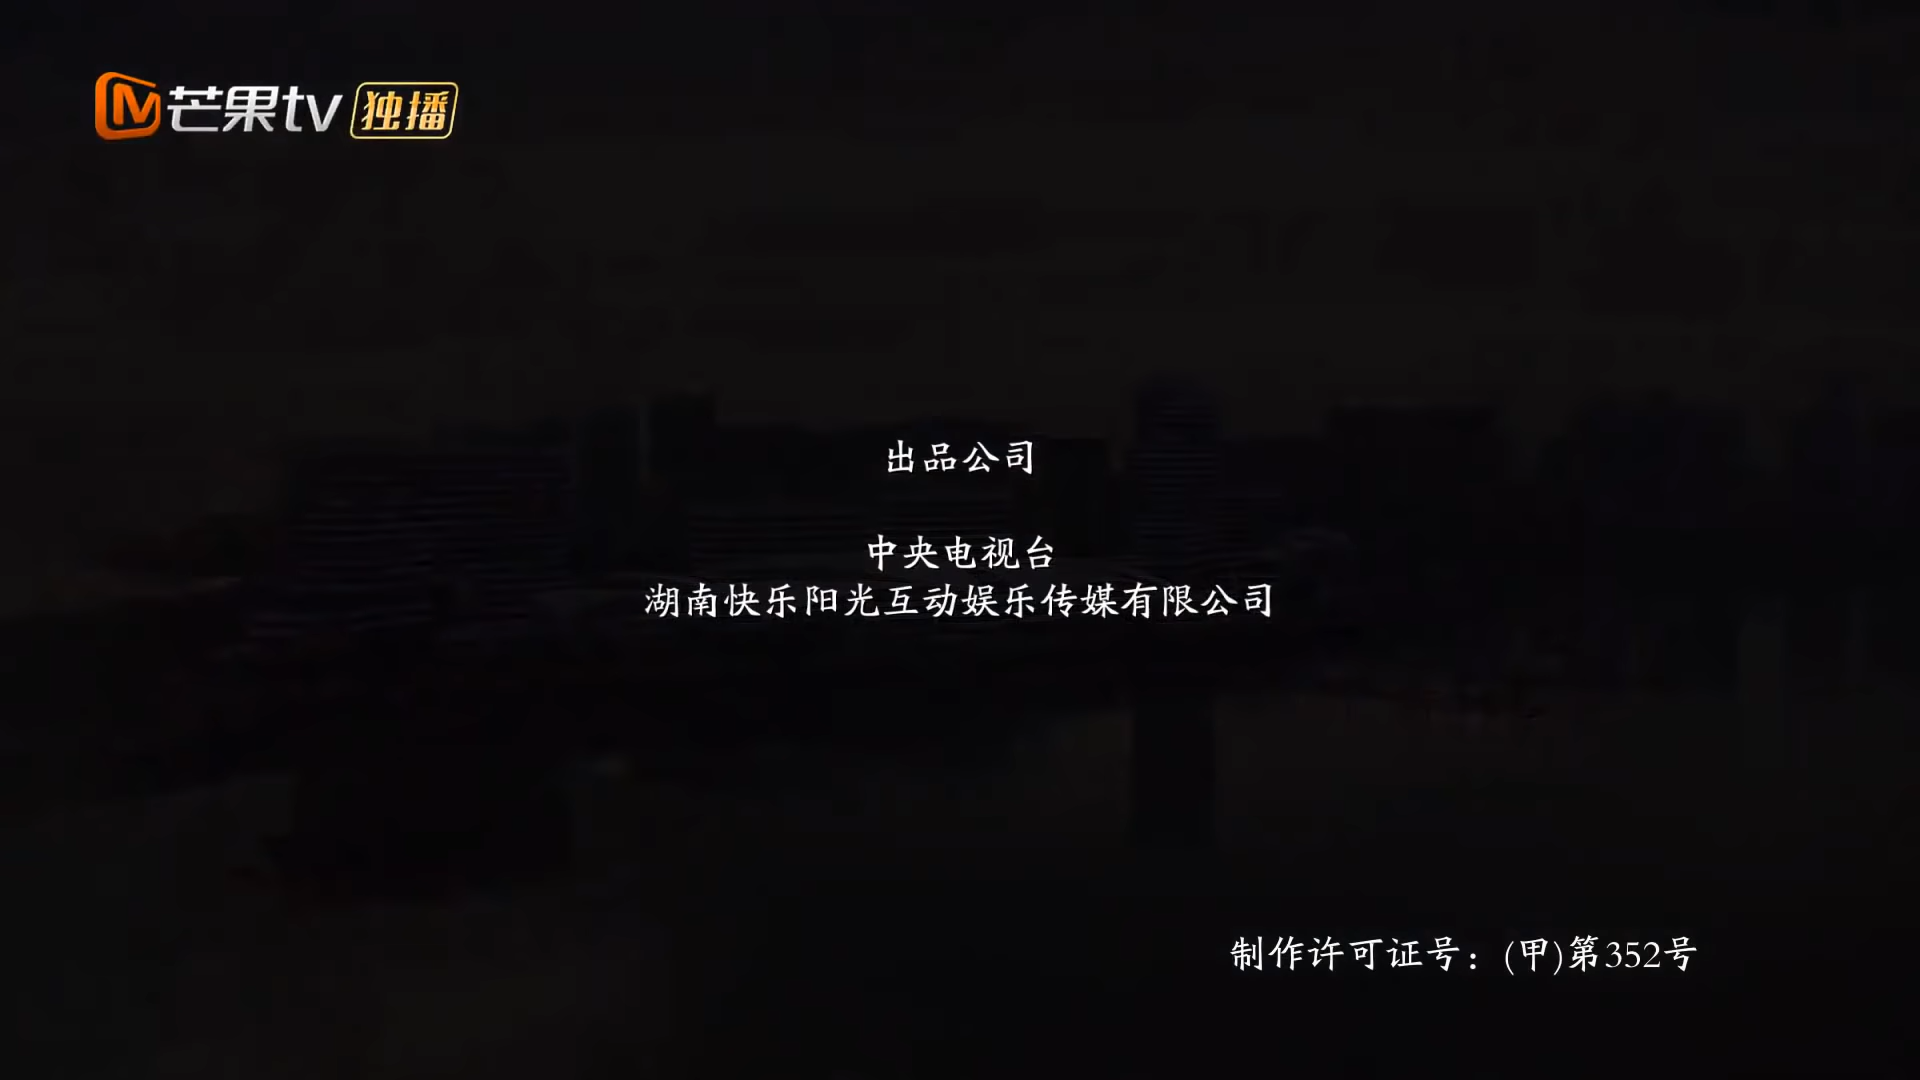 芒果tv 独播
出品公司
中央电视台
湖南快乐阳光互动娱乐传媒有限公司
制作许可证号：(甲)第352号